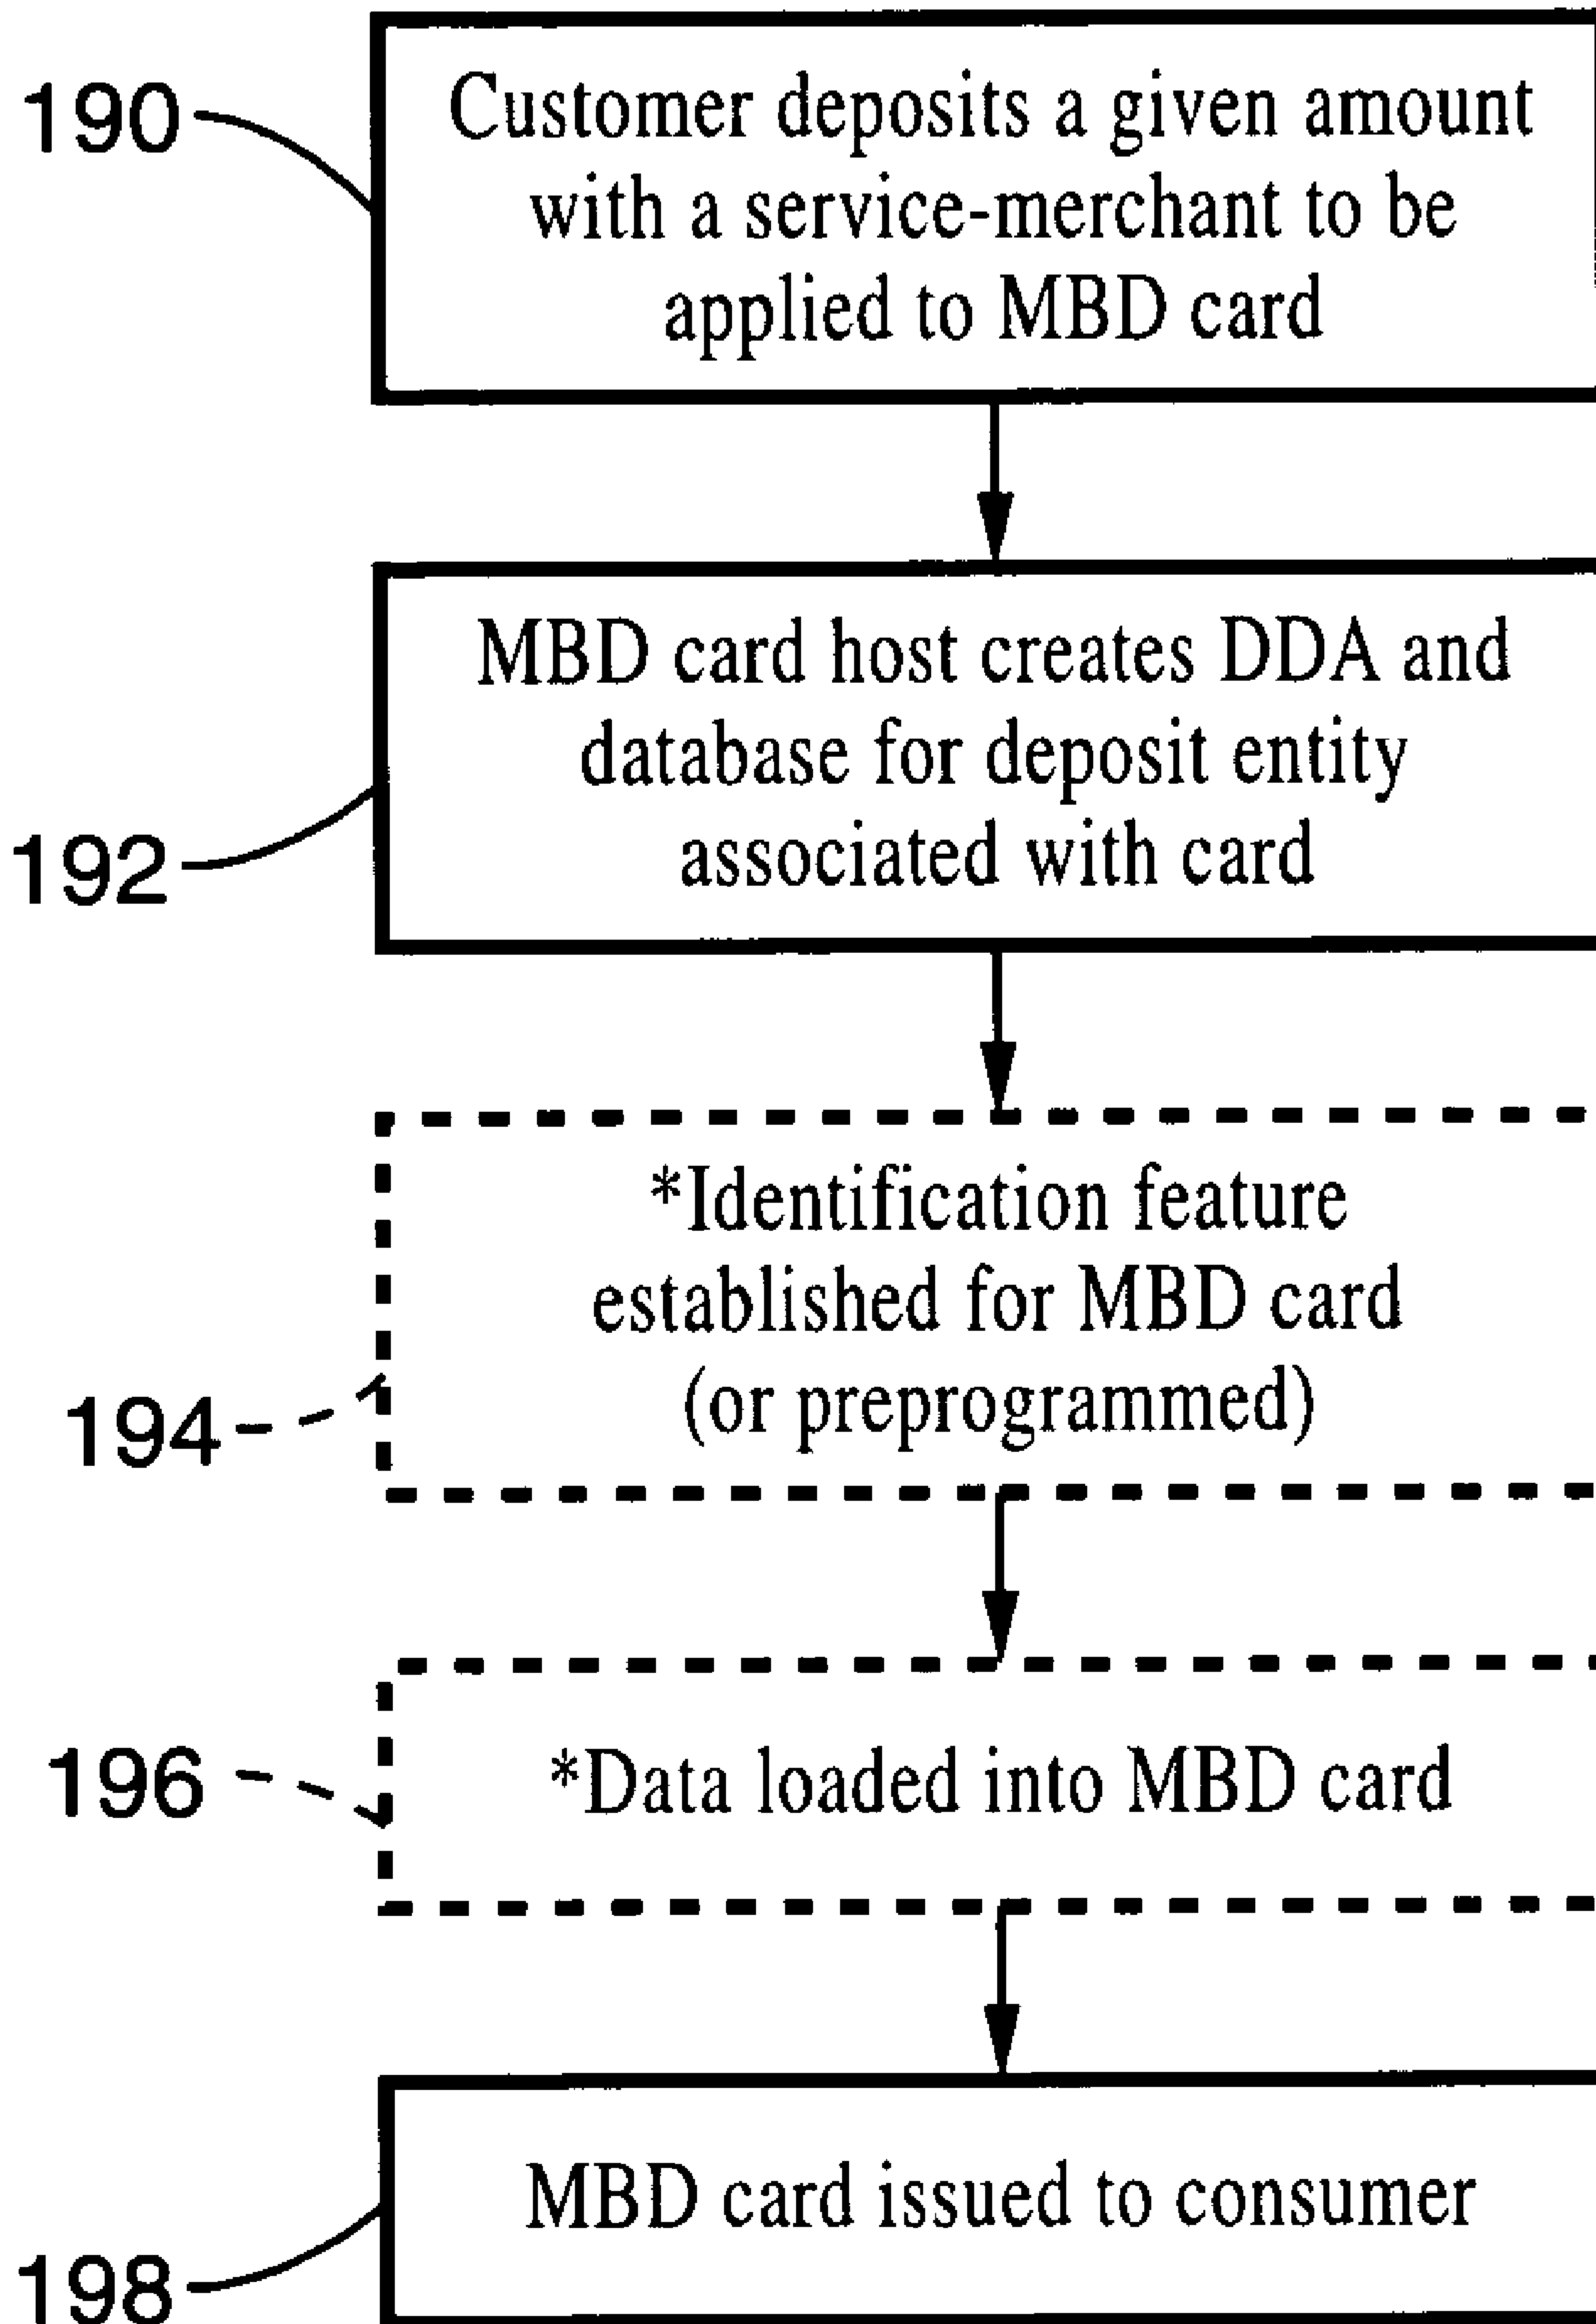 190
Customer deposits a given amount
with a service-merchant to be
applied to MBD card
MBD card host creates DDA and
database for deposit entity
associated with card
192
*Identification feature
established for MBD card
(or preprogrammed)
194
*Data loaded into MBD card
196
MBD card issued to consumer
198